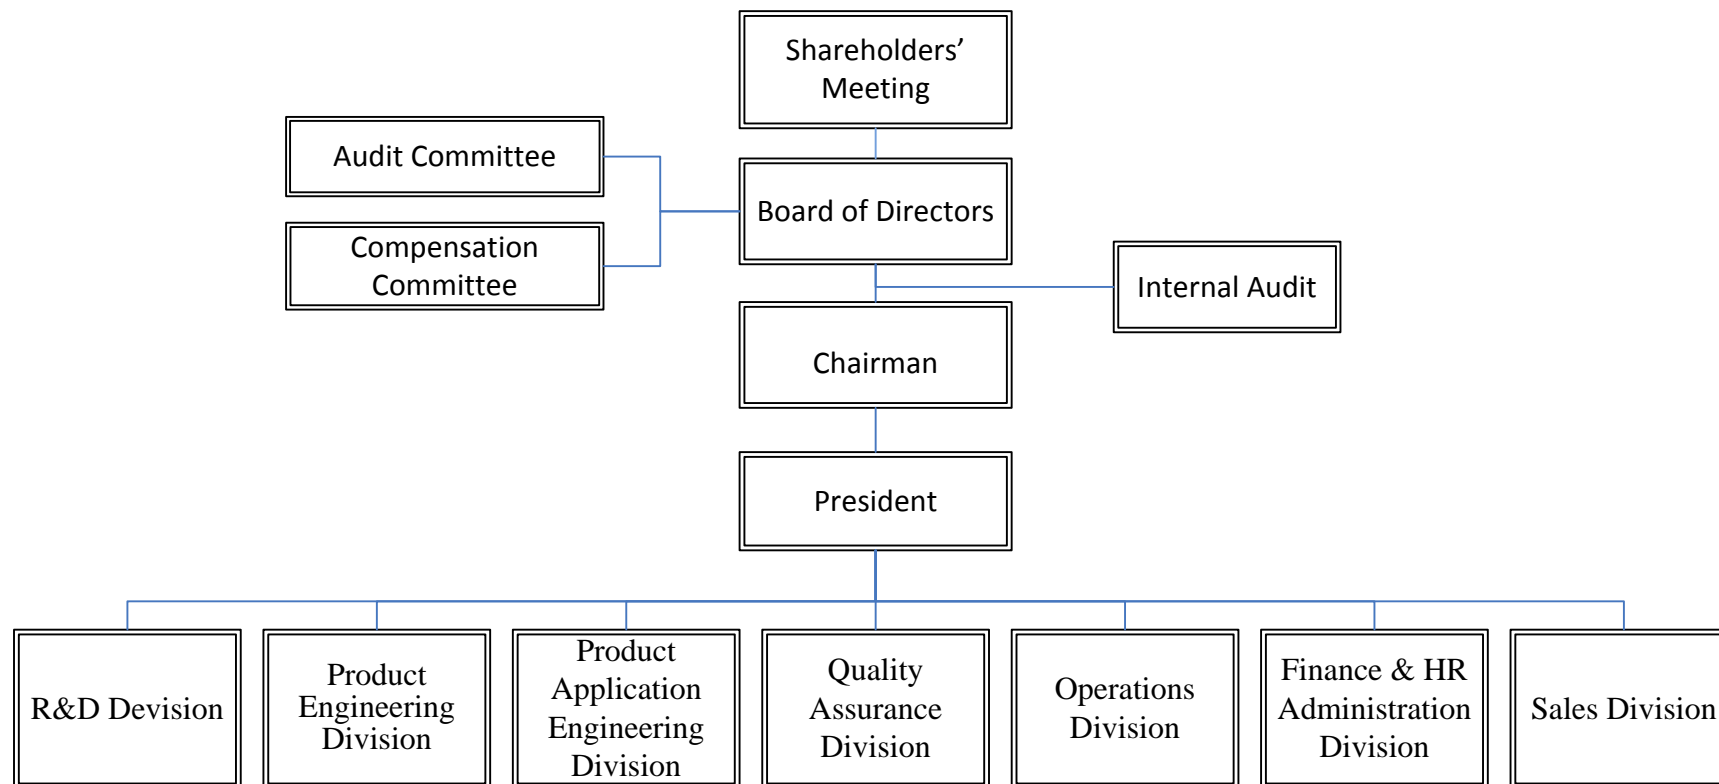 Shareholders’
Meeting
Audit Committee
Board of Directors
Compensation
Committee
Internal Audit
Chairman
President
R&D Devision
Product
Engineering
Division
Product
Application
Engineering
Division
Quality
Assurance
Division
Operations
Division
Finance & HR
Administration
Division
Sales Division